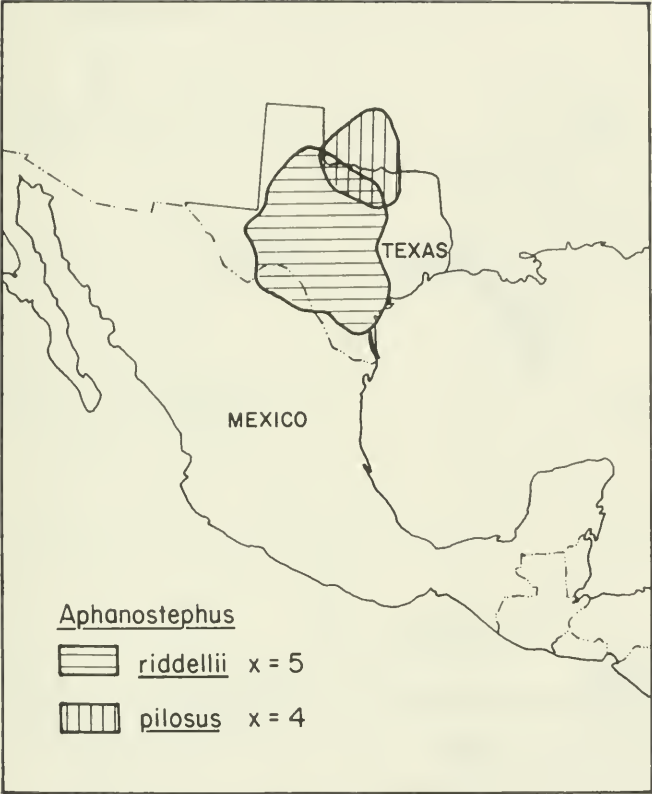 TEXAS
MEXICO
Aphanostephus
riddellii x = 5
pilosus x = 4